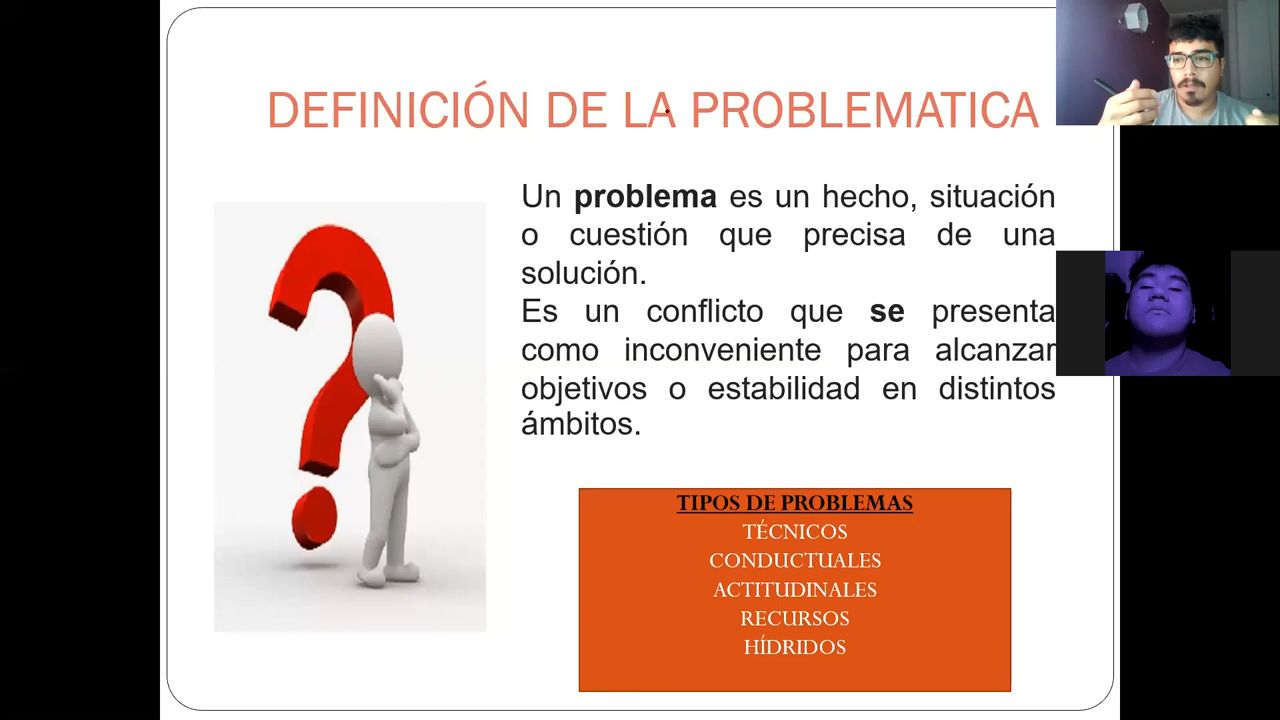 DEFINICIÓN DE LA PROBLEMATICA
Un problema es un hecho, situación
o cuestión que precisa de una
solución.
Es un conflicto que se presenta
como inconveniente para alcanzar
objetivos o estabilidad en distintos
ámbitos.
TIPOS DE PROBLEMAS
TÉCNICOS
CONDUCTUALES
ACTITUDINALES
RECURSOS
HÍDRIDOS